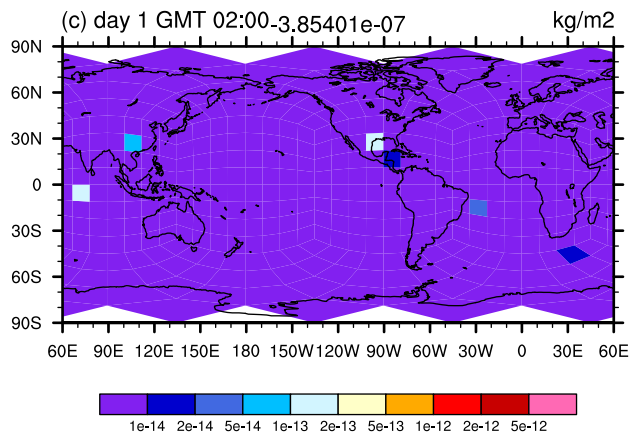 (c) day 1 GMT 02:00-3.85401e-07 kg/m2
90N
60N
30N
0
30S
60S
90S
60E 90E 120E 150E 180 150W 120W 90W 60W 30W 0 30E 60E
1e-14 2e-14 5e-14 1e-13 2e-13 5e-13 1e-12 2e-12 5e-12